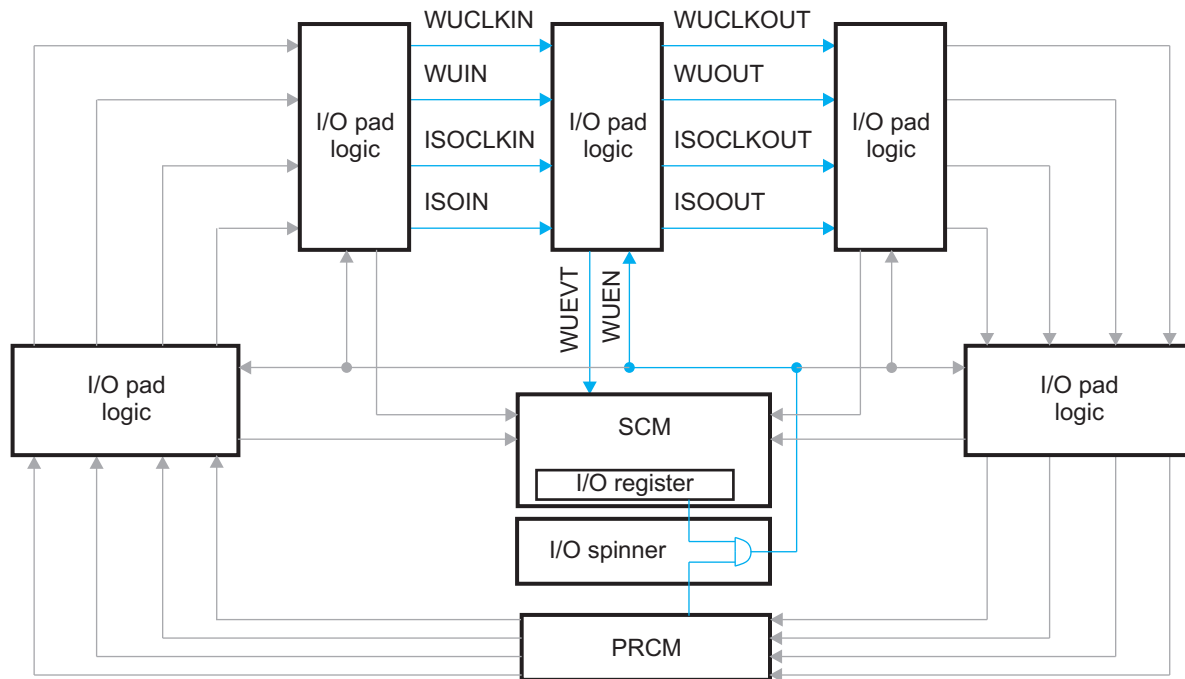 WUCLKIN
WUCLKOUT
WUIN
WUOUT
I/O pad
logic
I/O pad
logic
I/O pad
logic
ISOCLKIN
ISOCLKOUT
ISOIN
ISOOUT
WUEVT
WUEN
I/O pad
logic
I/O pad
logic
SCM
I/O register
I/O spinner
PRCM